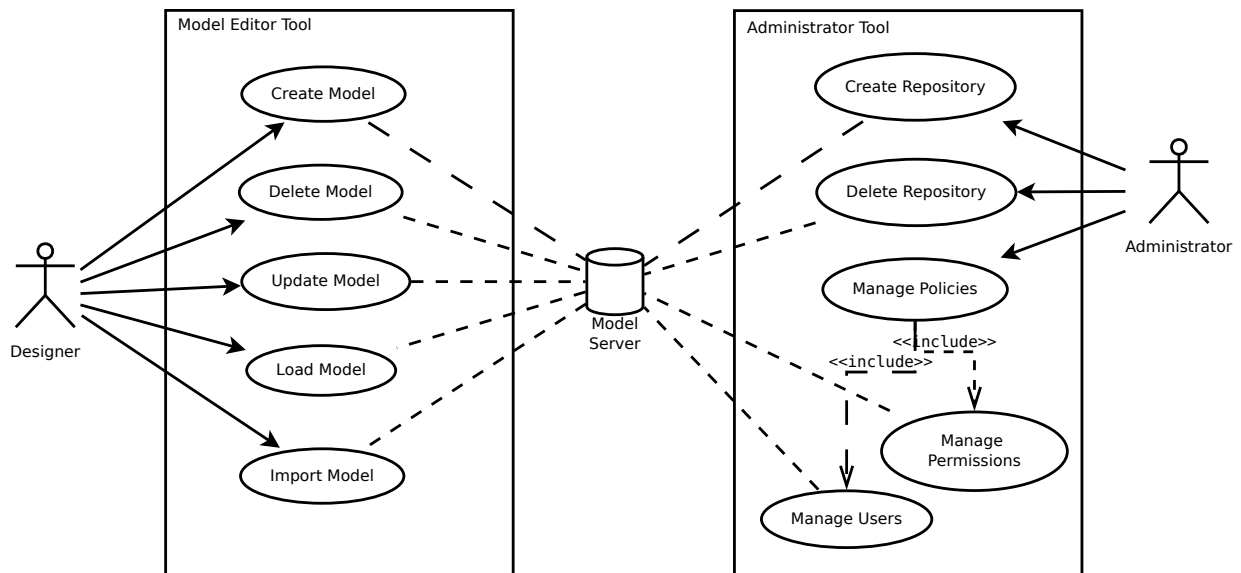 Model Editor Tool
Create Model
Delete Model
Update Model
Load Model
Import Model
Designer
Model
Server
Administrator Tool
Create Repository
Delete Repository
Manage Policies
<<include>>
<<include>>
Manage
Permissions
Manage Users
Administrator